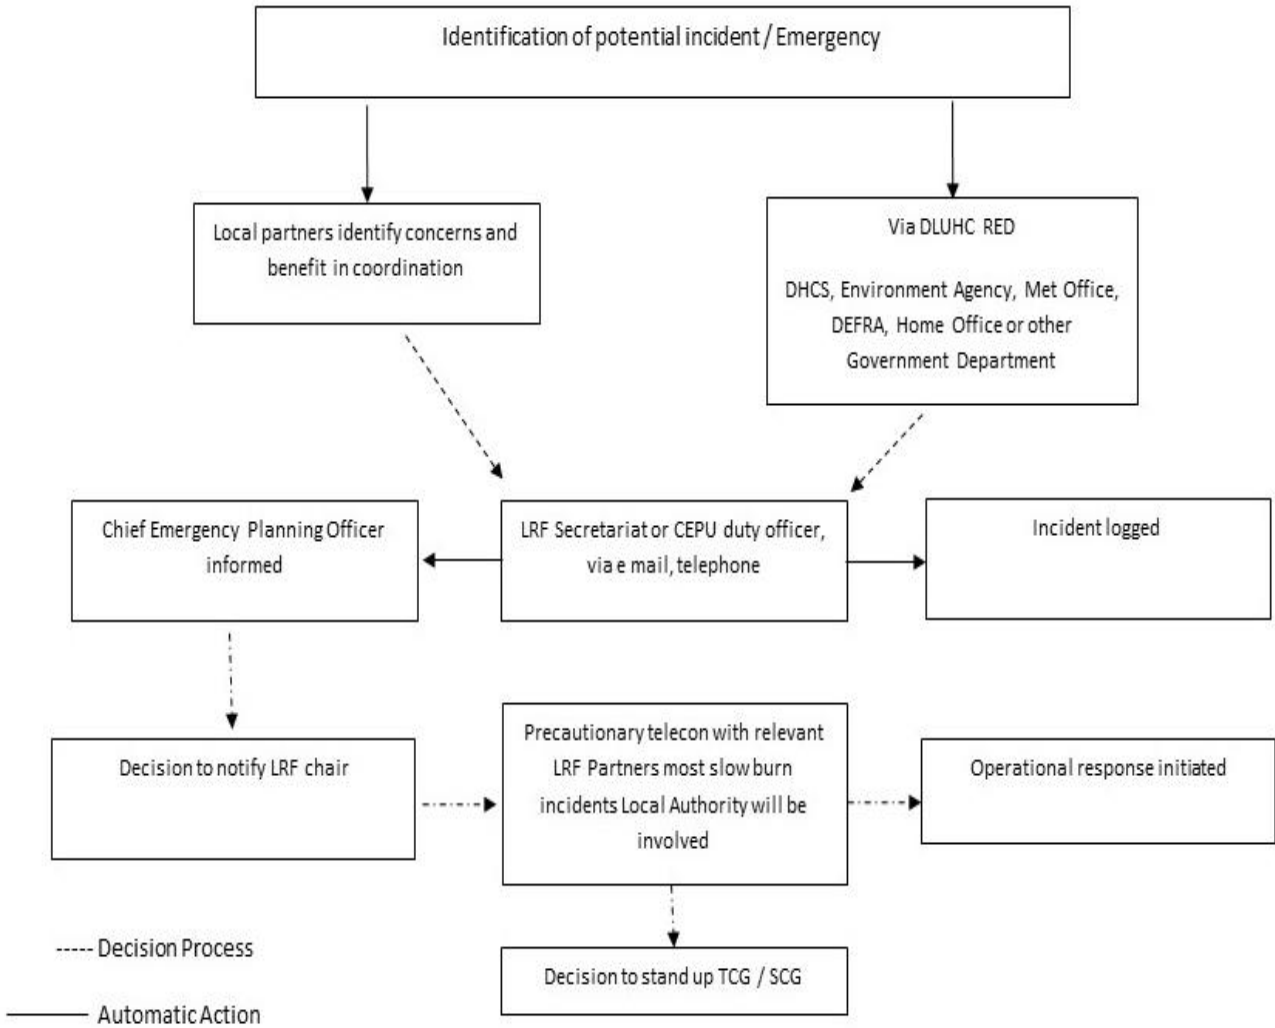 Identification of potential incident / Emergency
Local partners identify concerns and
benefit in coordination
Via DLUHC RED
DHCS, Environment Agency, Met Office,
DEFRA, Home Office or other
Government Department
Chief Emergency Planning Officer
informed
LRF Secretariat or CEPU duty officer,
via e mail, telephone
Incident logged
Decision to notify LRF chair
Precautionary telecon with relevant
LRF Partners most slow burn
incidents Local Authority will be
involved
Operational response initiated
Decision to stand up TCG / SCG
----- Decision Process
Automatic Action